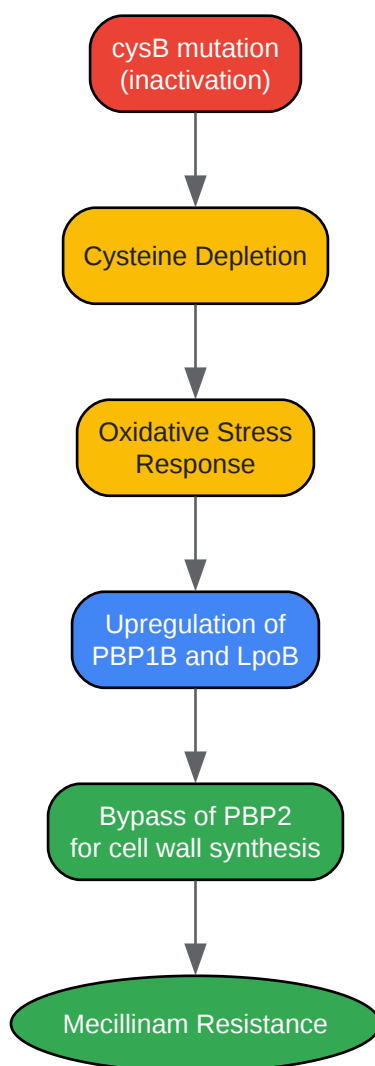 cysB mutation
(inactivation)
Cysteine Depletion
Oxidative Stress
Response
Upregulation of
PBP1B and LpoB
Bypass of PBP2
for cell wall synthesis
Mecillinam Resistance